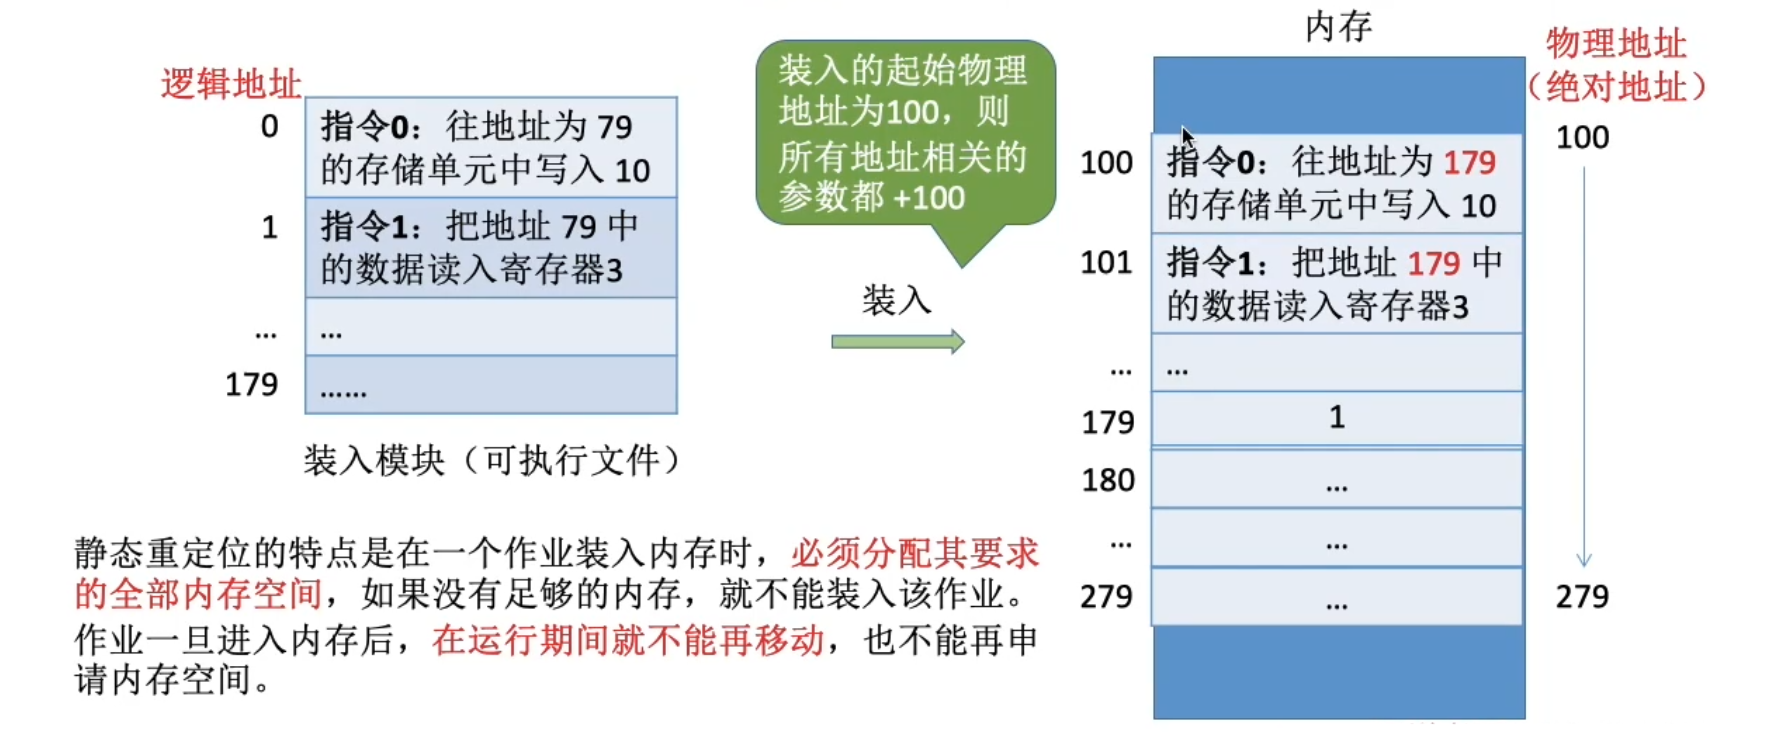 逻辑地址
0
指令0：往地址为 79
的存储单元中写入 10
1
指令1：把地址 79 中
的数据读入寄存器3
...
...
179
......
装入模块（可执行文件）
装入的起始物理
地址为100，则
所有地址相关的
参数都 +100
装入
内存
物理地址
（绝对地址）
100
279
100
指令0：往地址为 179
的存储单元中写入 10
101
指令1：把地址 179 中
的数据读入寄存器3
...
...
179
1
180
...
...
...
279
...
静态重定位的特点是在一个作业装入内存时，必须分配其要求
的全部内存空间，如果没有足够的内存，就不能装入该作业。
作业一旦进入内存后，在运行期间就不能再移动，也不能再申
请内存空间。